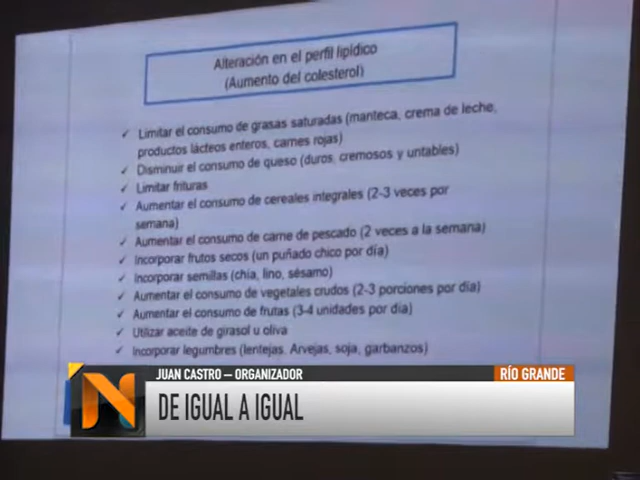 Alteración en el perfil lipídico
(Aumento del colesterol)
✓ Limitar el consumo de grasas saturadas (manteca, crema de leche,
productos lácteos enteros, carnes rojas)
✓ Disminuir el consumo de queso (duros, cremosos y untables)
✓ Limitar frituras
✓ Aumentar el consumo de cereales integrales (2-3 veces por
semana)
✓ Aumentar el consumo de carne de pescado (2 veces a la semana)
✓ Incorporar frutos secos (un puñado chico por día)
✓ Incorporar semillas (chía, lino, sésamo)
✓ Aumentar el consumo de vegetales crudos (2-3 porciones por día)
✓ Aumentar el consumo de frutas (3-4 unidades por día)
✓ Utilizar aceite de girasol u oliva
✓ Incorporar legumbres (lentejas. Arvejas, soja, garbanzos)
JUAN CASTRO – ORGANIZADOR
RÍO GRANDE
N
DE IGUAL A IGUAL